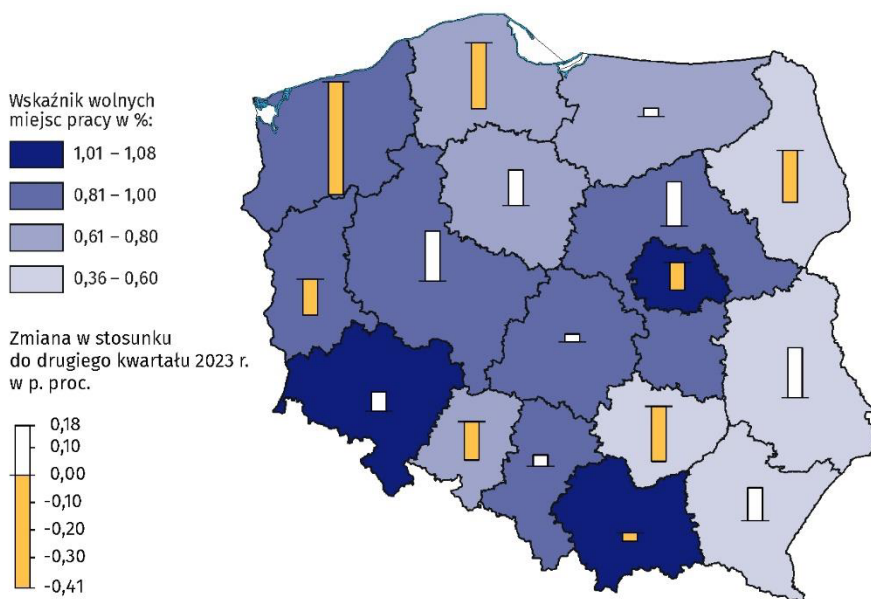 Wskaźnik wolnych
miejsc pracy w %:
1,01 – 1,08
0,81 – 1,00
0,61 – 0,80
0,36 – 0,60
Zmiana w stosunku
do drugiego kwartału 2023 r.
w p. proc.
0,18
0,10
0,00
-0,10
-0,20
-0,30
-0,41